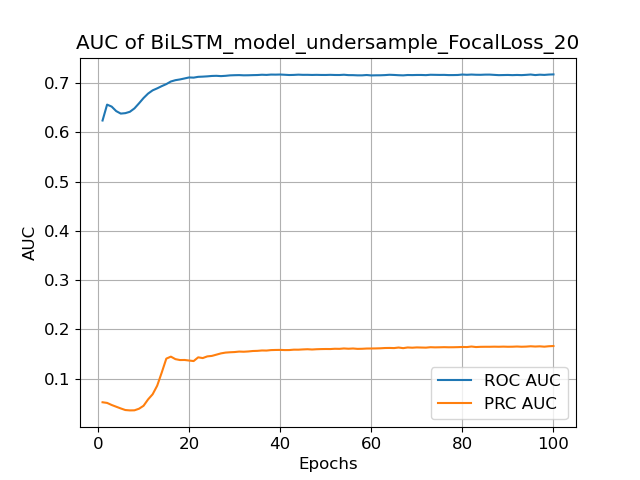 AUC of BiLSTM_model_undersample_FocalLoss_20
AUC
0.7
0.6
0.5
0.4
0.3
0.2
0.1
0 20 40 60 80 100
Epochs
ROC AUC
PRC AUC